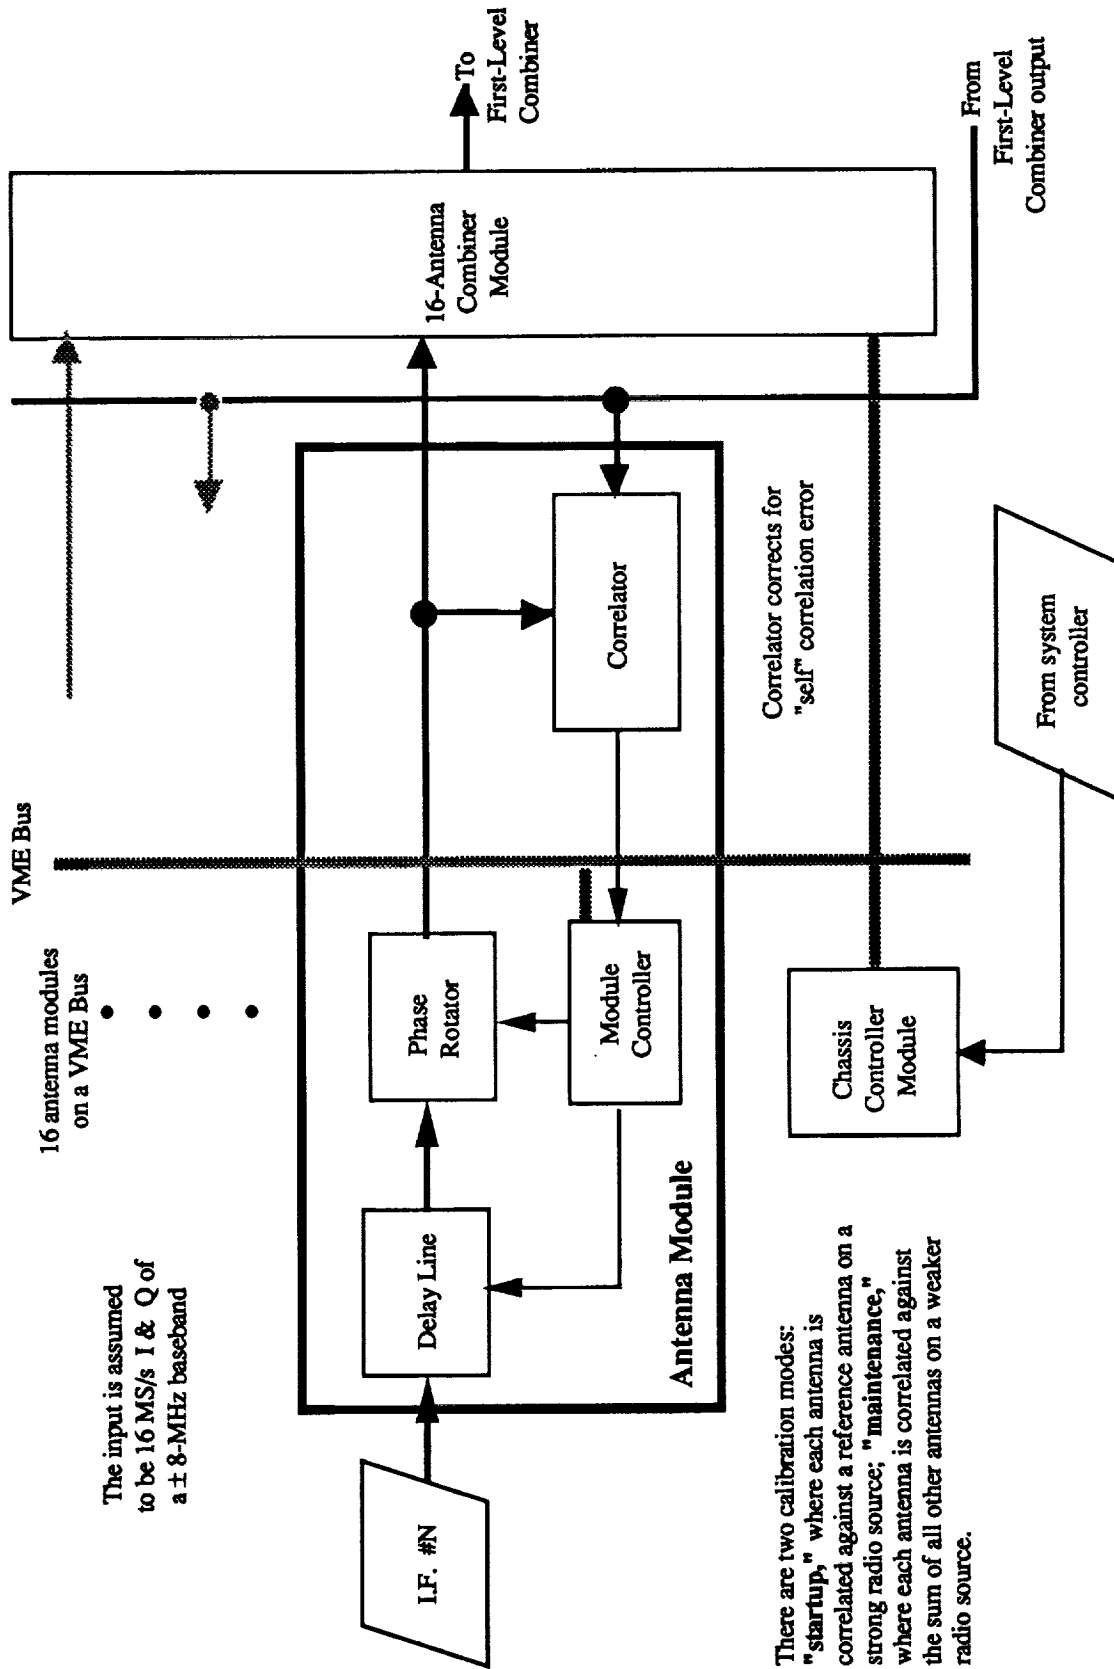 The input is assumed
to be 16 MS/s I & Q of
a ± 8-MHz baseband
16 antenna modules
on a VME Bus
VME Bus
I.F. #N
Delay Line
Phase
Rotator
Module
Controller
Correlator
Antenna Module
16-Antenna
Combiner
Module
To
First-Level
Combiner
From
First-Level
Combiner output
Correlator corrects for
"self" correlation error
Chassis
Controller
Module
From system
controller
There are two calibration modes:
"startup," where each antenna is
correlated against a reference antenna on a
strong radio source; "maintenance,"
where each antenna is correlated against
the sum of all other antennas on a weaker
radio source.